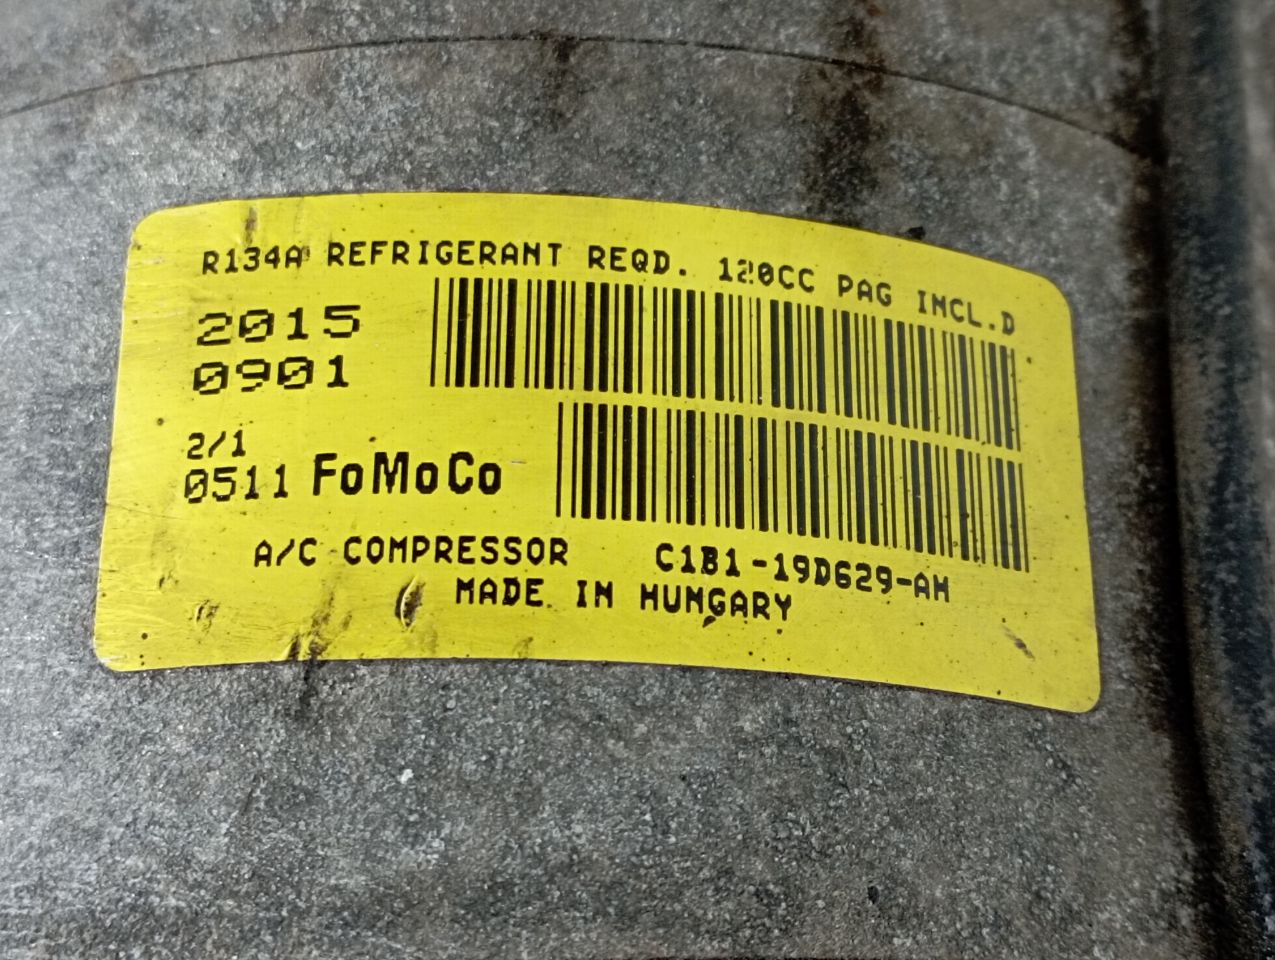 R134A REFRIGERANT REQD. 120CC PAG INCL.D
2015
0901
2/1
0511 FoMoCo
A/C COMPRESSOR C1B1-19D629-AH
MADE IN HUNGARY